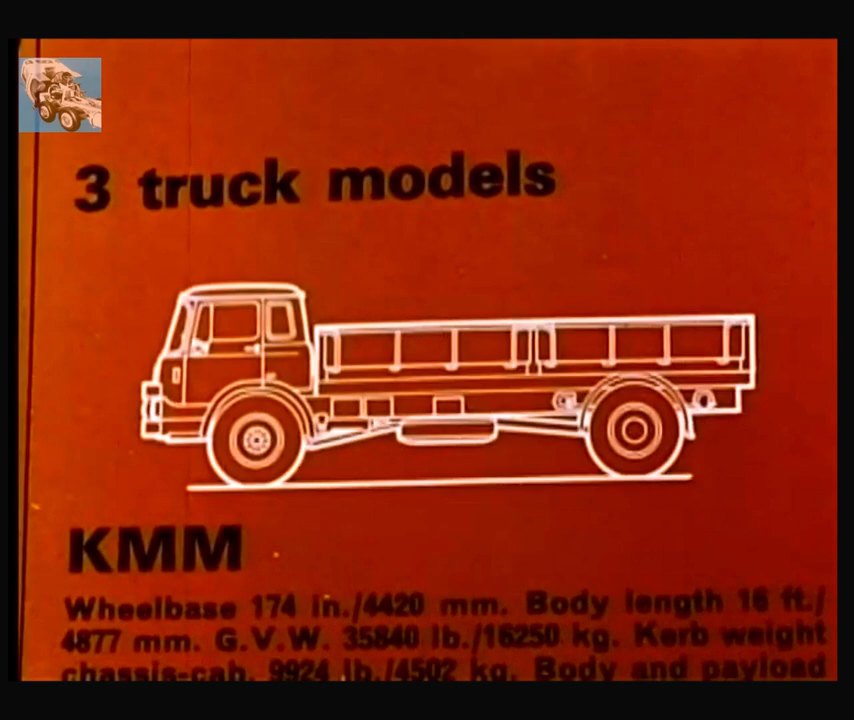 3 truck models
KMM
Wheelbase 174 in./4420 mm. Body length 16 ft./
4877 mm. G.V.W. 35840 lb./16250 kg. Kerb weight
chassis-cab. 9924 lb./4502 kg. Body and payload